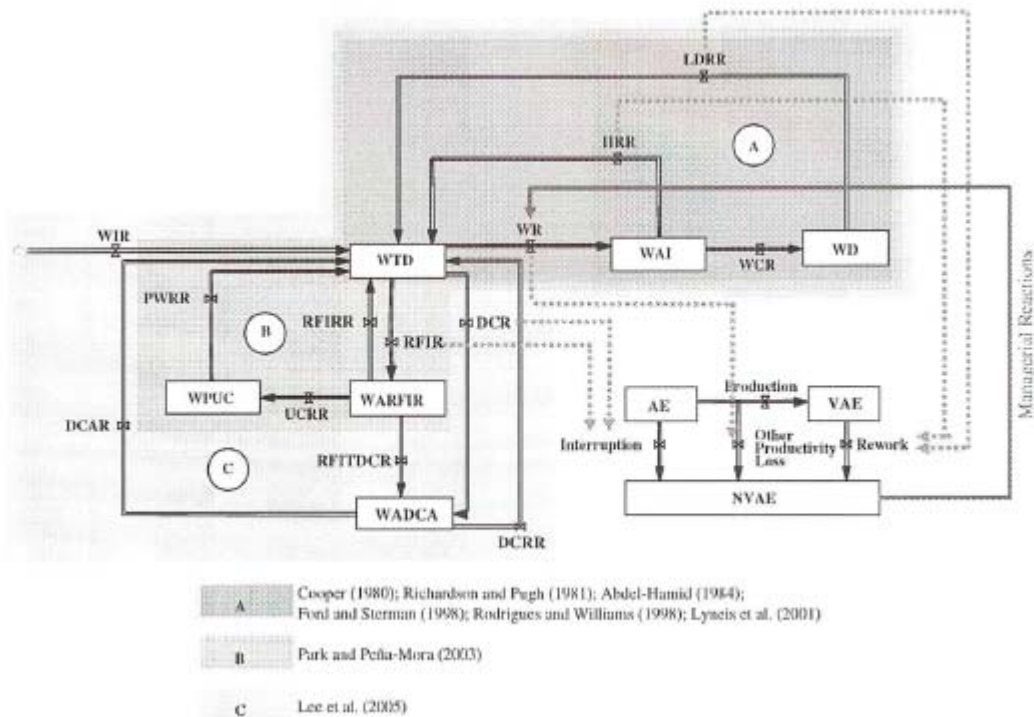 LDRR
A
IIRR
WIR
WR
WTD
WAI
WCR
WD
PWRR
RFIRR
DCR
B
RFIR
WPUC
WARFIR
UCRR
AE
Production
VAE
DCAR
Interruption
Other
Productivity
Loss
Rework
C
RFITDCR
NVAE
WADCA
DCRR
Managerial Reactions
A
Cooper (1980); Richardson and Pugh (1981); Abdel-Hamid (1984);
Ford and Sterman (1998); Rodrigues and Williams (1998); Lyneis et al. (2001)
B
Park and Peña-Mora (2003)
C
Lee et al. (2005)